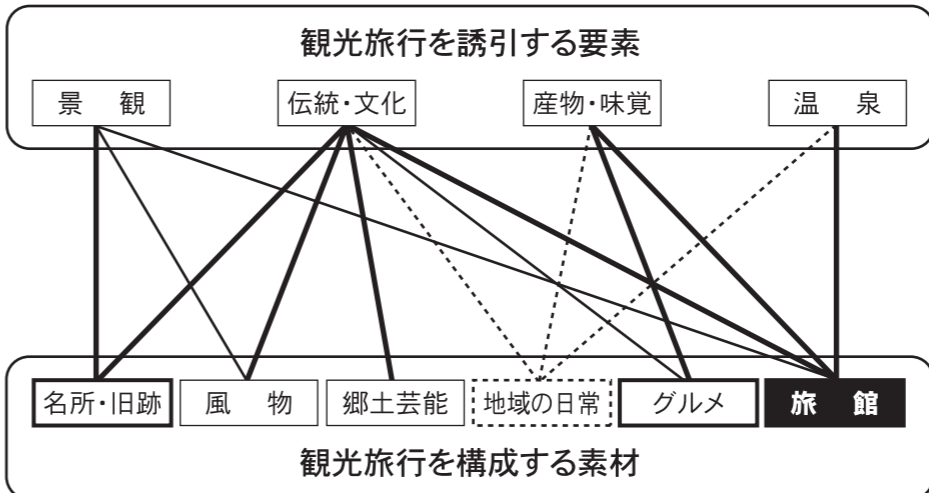 観光旅行を誘引する要素
景　観
伝統・文化
産物・味覚
温　泉
名所・旧跡
風　物
郷土芸能
地域の日常
グルメ
旅　館
観光旅行を構成する素材